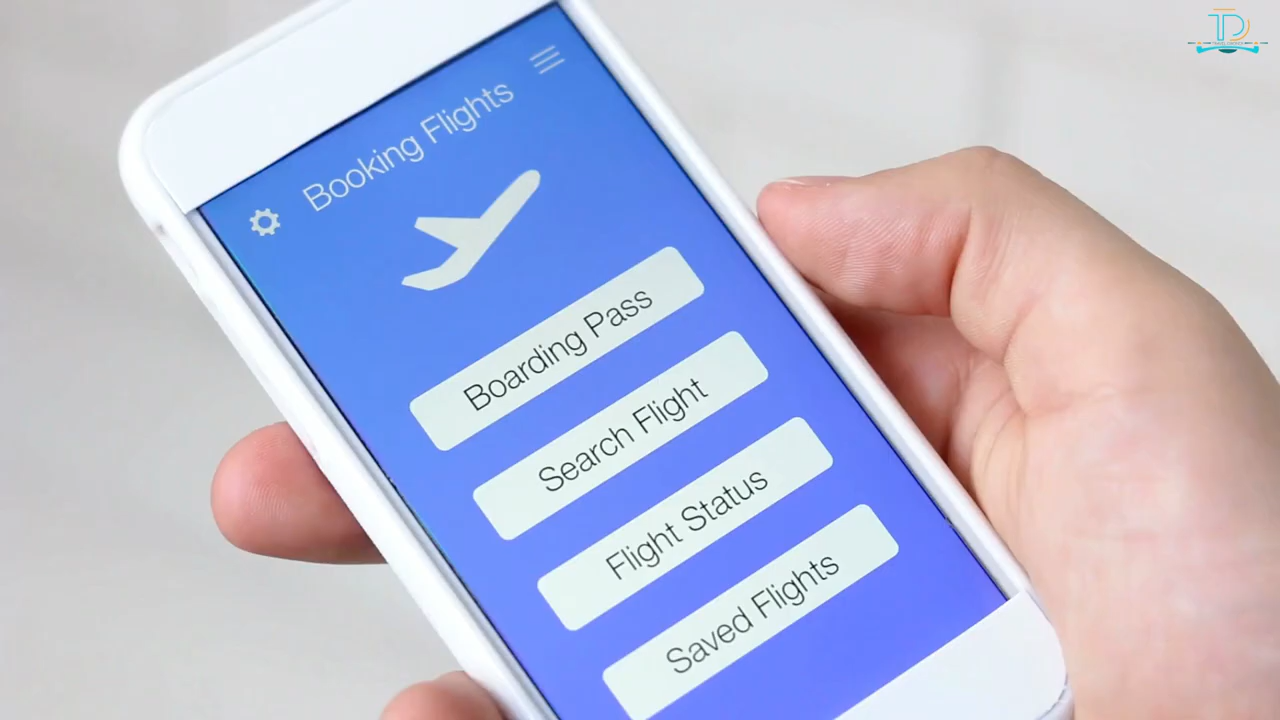 Booking Flights
Boarding Pass
Search Flight
Flight Status
Saved Flights